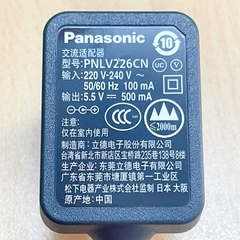 Panasonic
交流适配器
型号:PNLV226CN
输入:220 V-240 V～
50/60 Hz 100 mA
输出:5.5 V⎓ 500 mA
注意:
仅在室内使用
10
CCC
≤2000m
制造商:立德电子股份有限公司
台湾省新北市新店区宝桥路235巷138号8楼
生产企业:东莞立德电子有限公司
广东省东莞市塘厦镇第一工业区
松下电器产业株式会社监制 日本 大阪
原产地:中国